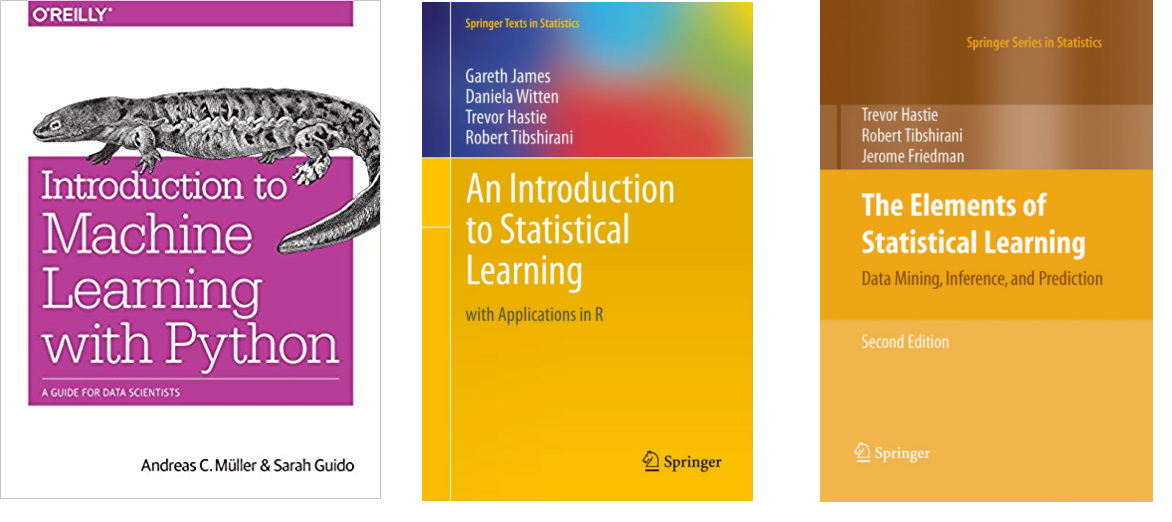 O'REILLY®
Introduction to
Machine
Learning
with Python
A GUIDE FOR DATA SCIENTISTS
Andreas C. Müller & Sarah Guido
Springer Texts in Statistics
Gareth James
Daniela Witten
Trevor Hastie
Robert Tibshirani
An Introduction
to Statistical
Learning
with Applications in R
Springer
Springer Series in Statistics
Trevor Hastie
Robert Tibshirani
Jerome Friedman
The Elements of
Statistical Learning
Data Mining, Inference, and Prediction
Second Edition
Springer